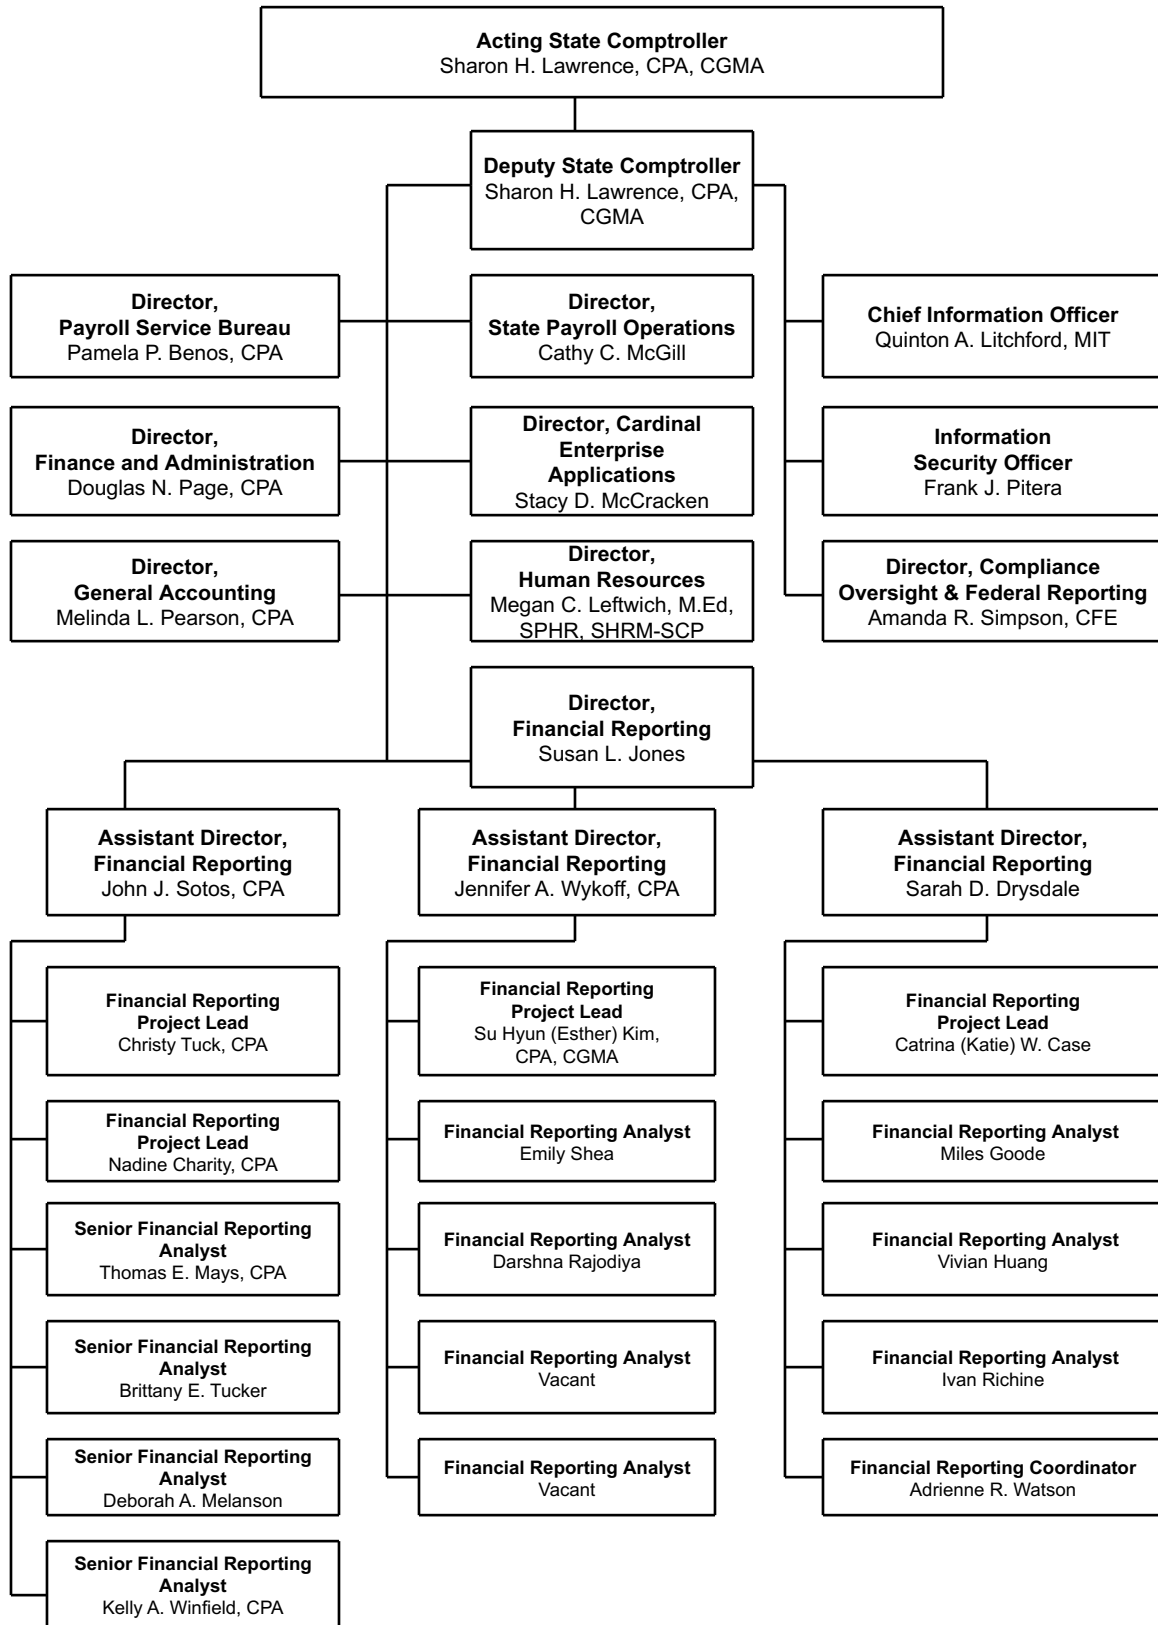 Acting State Comptroller
Sharon H. Lawrence, CPA, CGMA
Deputy State Comptroller
Sharon H. Lawrence, CPA,
CGMA
Director,
Payroll Service Bureau
Pamela P. Benos, CPA
Director,
State Payroll Operations
Cathy C. McGill
Chief Information Officer
Quinton A. Litchford, MIT
Director,
Finance and Administration
Douglas N. Page, CPA
Director, Cardinal
Enterprise
Applications
Stacy D. McCracken
Information
Security Officer
Frank J. Pitera
Director,
General Accounting
Melinda L. Pearson, CPA
Director,
Human Resources
Megan C. Leftwich, M.Ed,
SPHR, SHRM-SCP
Director, Compliance
Oversight & Federal Reporting
Amanda R. Simpson, CFE
Director,
Financial Reporting
Susan L. Jones
Assistant Director,
Financial Reporting
John J. Sotos, CPA
Assistant Director,
Financial Reporting
Jennifer A. Wykoff, CPA
Assistant Director,
Financial Reporting
Sarah D. Drysdale
Financial Reporting
Project Lead
Christy Tuck, CPA
Financial Reporting
Project Lead
Su Hyun (Esther) Kim,
CPA, CGMA
Financial Reporting
Project Lead
Catrina (Katie) W. Case
Financial Reporting
Project Lead
Nadine Charity, CPA
Financial Reporting Analyst
Emily Shea
Financial Reporting Analyst
Miles Goode
Senior Financial Reporting
Analyst
Thomas E. Mays, CPA
Financial Reporting Analyst
Darshna Rajodiya
Financial Reporting Analyst
Vivian Huang
Senior Financial Reporting
Analyst
Brittany E. Tucker
Financial Reporting Analyst
Vacant
Financial Reporting Analyst
Ivan Richine
Senior Financial Reporting
Analyst
Deborah A. Melanson
Financial Reporting Analyst
Vacant
Financial Reporting Coordinator
Adrienne R. Watson
Senior Financial Reporting
Analyst
Kelly A. Winfield, CPA